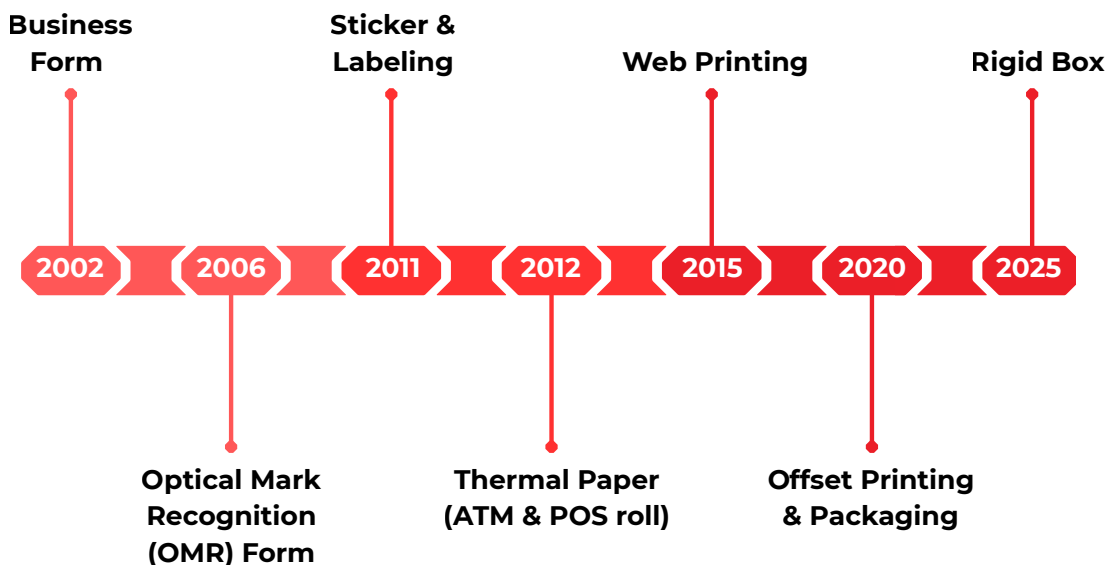 Business
Form
Sticker &
Labeling
Web Printing
Rigid Box
2002
2006
2011
2012
2015
2020
2025
Optical Mark
Recognition
(OMR) Form
Thermal Paper
(ATM & POS roll)
Offset Printing
& Packaging